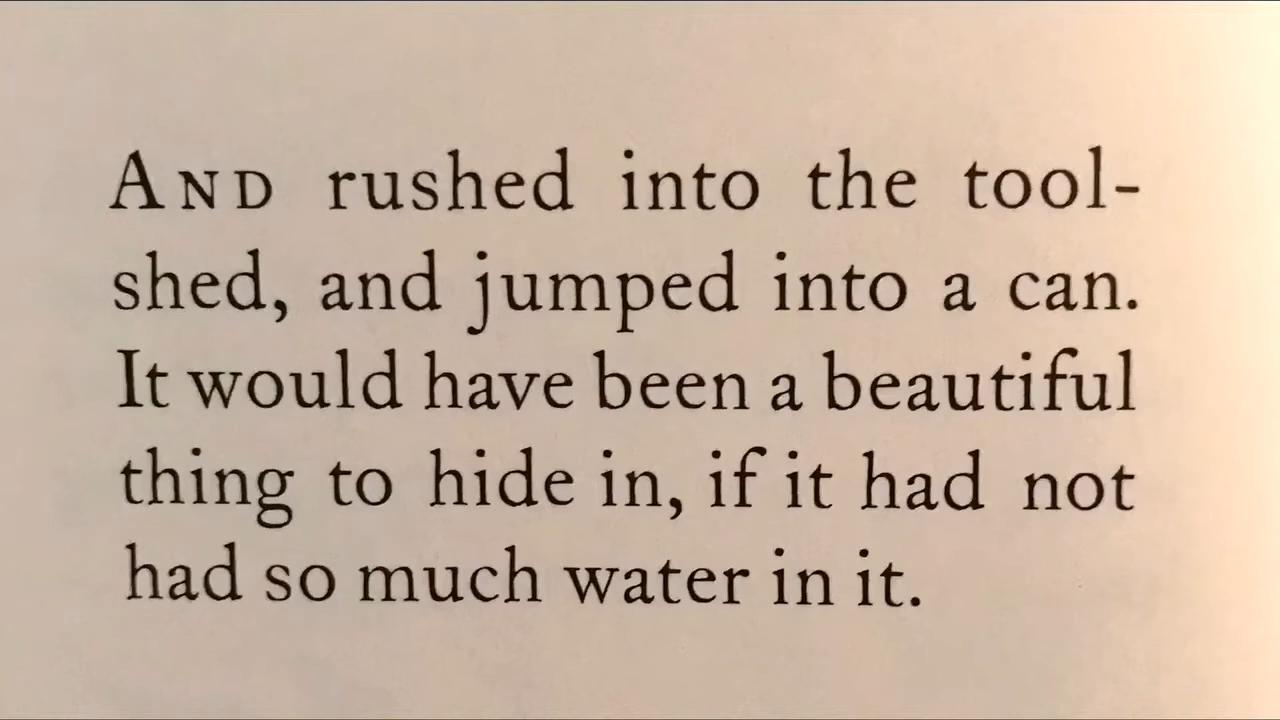 AND rushed into the tool-
shed, and jumped into a can.
It would have been a beautiful
thing to hide in, if it had not
had so much water in it.